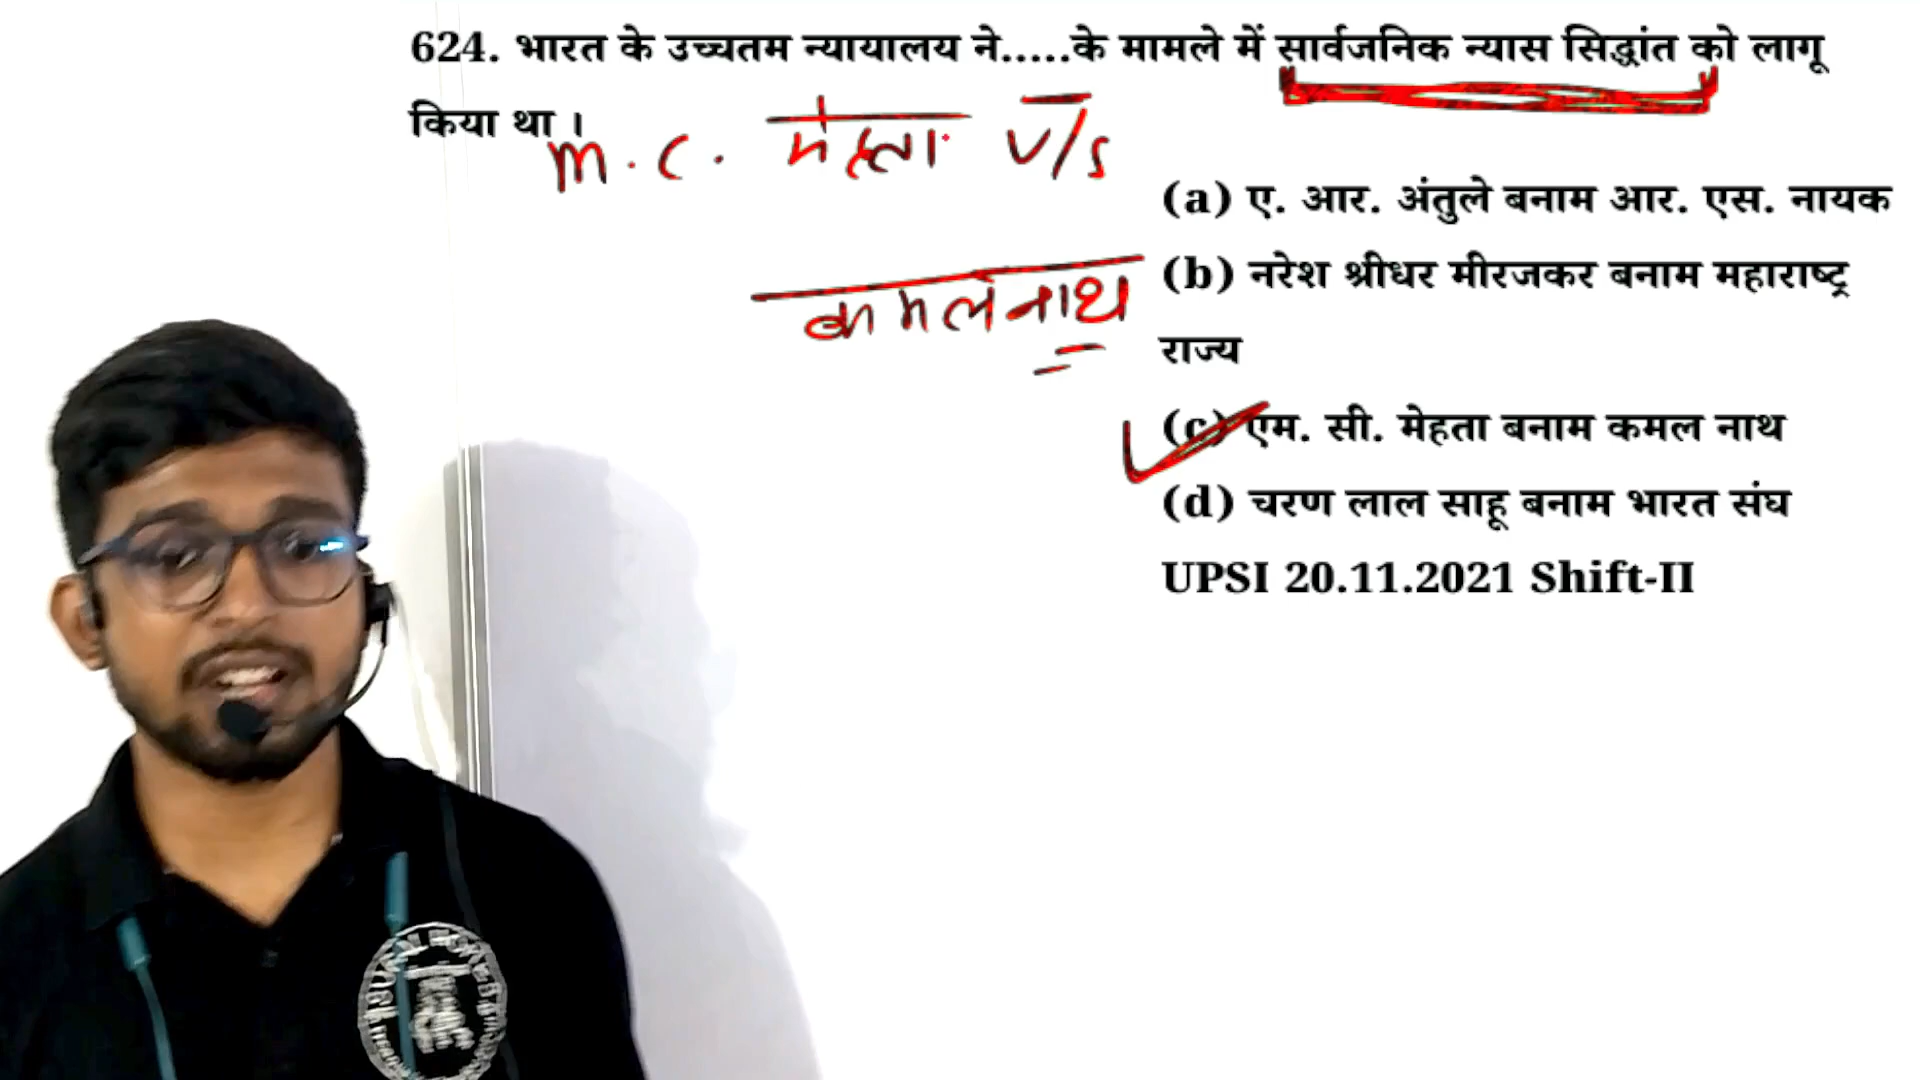 624. भारत के उच्चतम न्यायालय ने.....के मामले में सार्वजनिक न्यास सिद्धांत को लागू
किया था ।
m. c. मेहता v/s
कमलनाथ
(a) ए. आर. अंतुले बनाम आर. एस. नायक
(b) नरेश श्रीधर मीरजकर बनाम महाराष्ट्र
राज्य
(c) एम. सी. मेहता बनाम कमल नाथ
(d) चरण लाल साहू बनाम भारत संघ
UPSI 20.11.2021 Shift-II